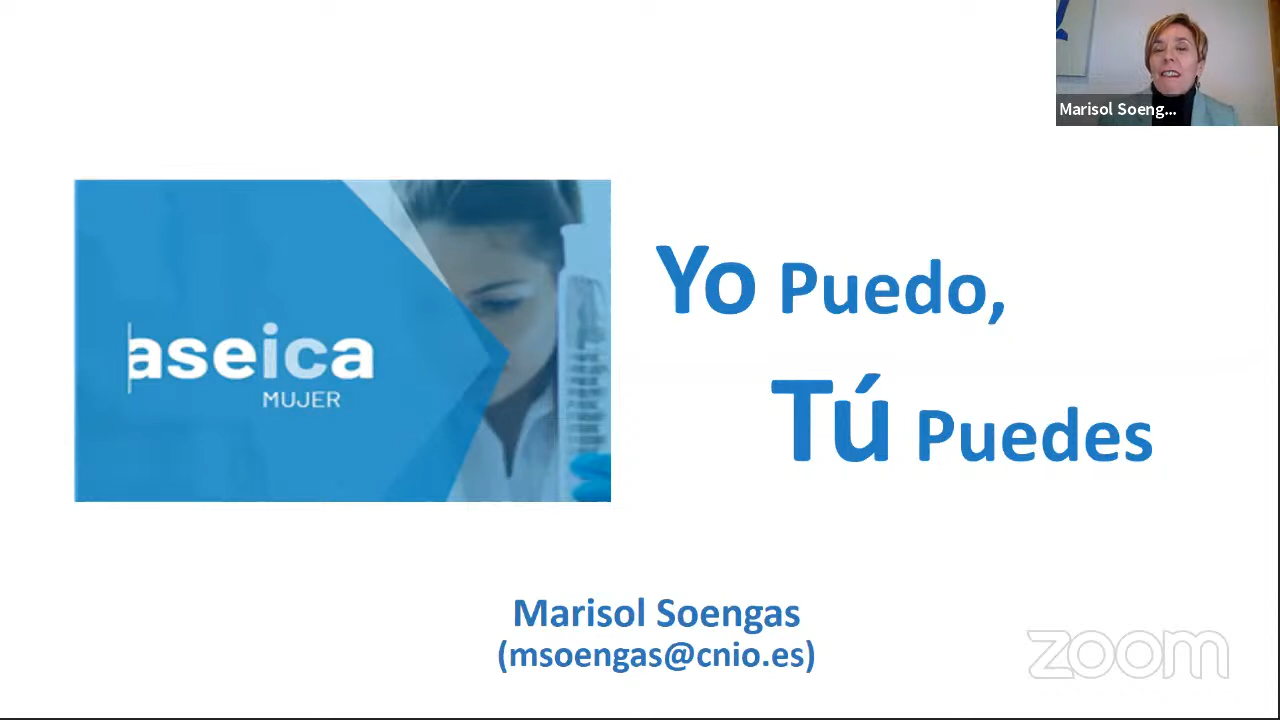 Marisol Soeng...
aseica
MUJER
Yo Puedo,
Tú Puedes
Marisol Soengas
(msoengas@cnio.es)
zoom